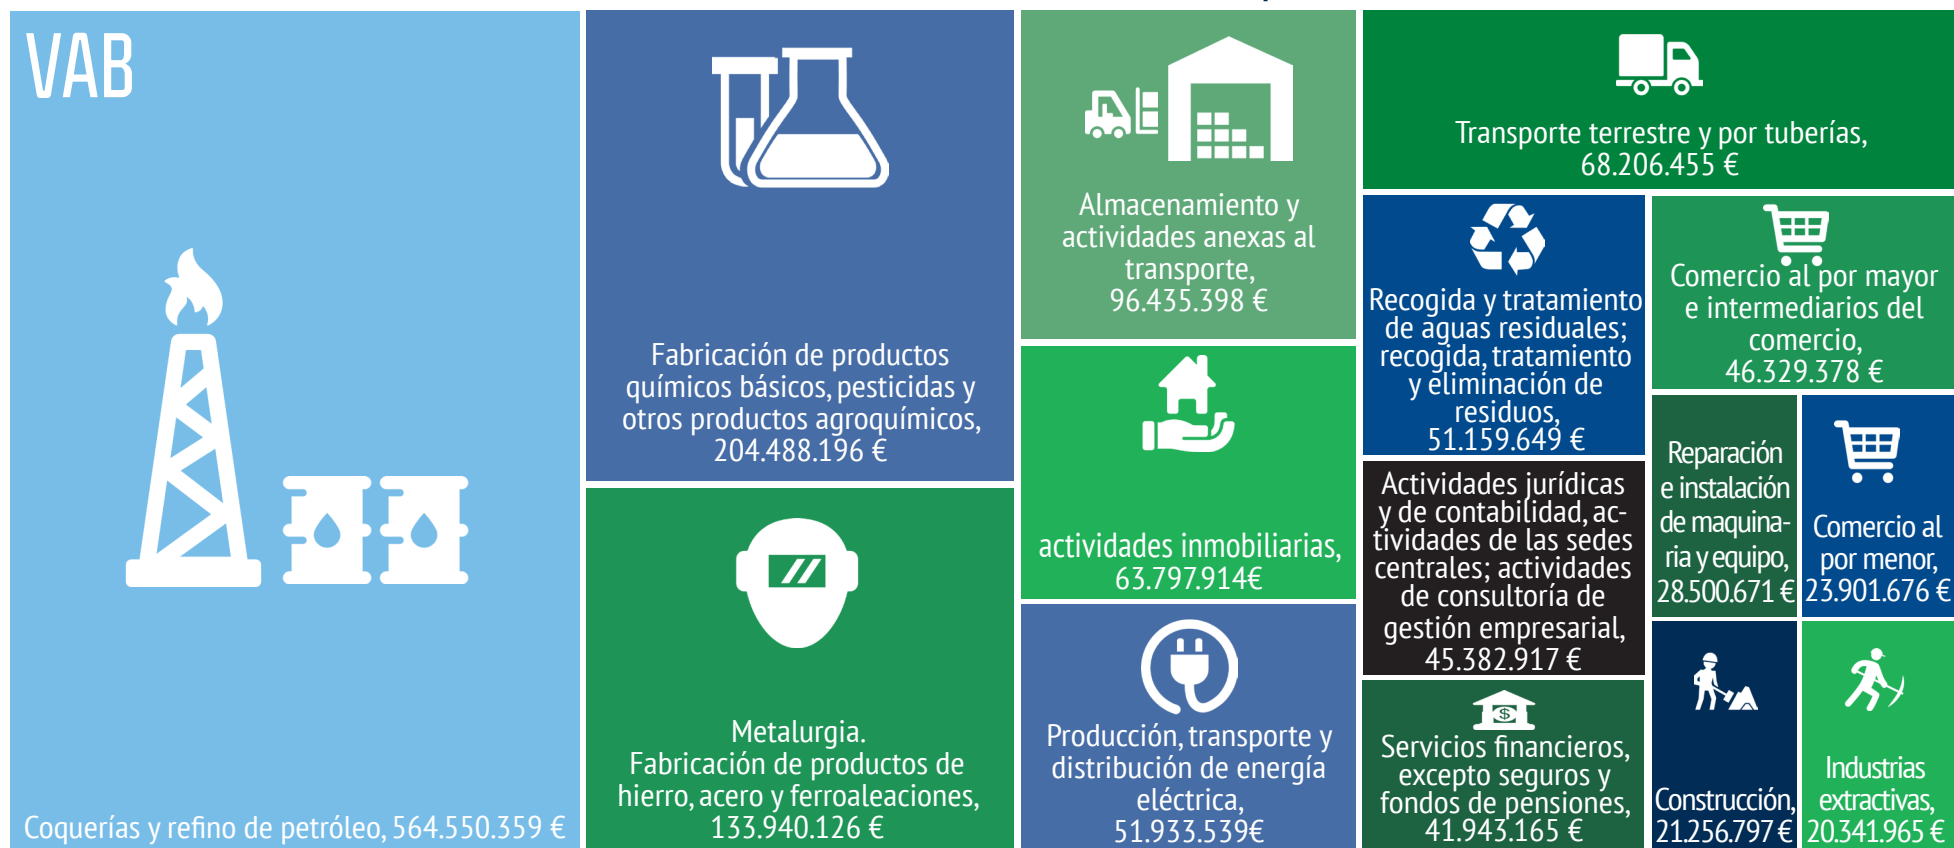 VAB
Coquerías y refino de petróleo, 564.550.359 €
Fabricación de productos
químicos básicos, pesticidas y
otros productos agroquímicos,
204.488.196 €
Metalurgia.
Fabricación de productos de
hierro, acero y ferroaleaciones,
133.940.126 €
Almacenamiento y
actividades anexas al
transporte,
96.435.398 €
actividades inmobiliarias,
63.797.914€
Producción, transporte y
distribución de energía
eléctrica,
51.933.539€
Transporte terrestre y por tuberías,
68.206.455 €
Recogida y tratamiento
de aguas residuales;
recogida, tratamiento
y eliminación de
residuos,
51.159.649 €
Comercio al por mayor
e intermediarios del
comercio,
46.329.378 €
Actividades jurídicas
y de contabilidad, ac-
tividades de las sedes
centrales; actividades
de consultoría de
gestión empresarial,
45.382.917 €
Reparación
e instalación
de maquina-
ria y equipo,
28.500.671 €
Comercio al
por menor,
23.901.676 €
$
Servicios financieros,
excepto seguros y
fondos de pensiones,
41.943.165 €
Construcción,
21.256.797 €
Industrias
extractivas,
20.341.965 €